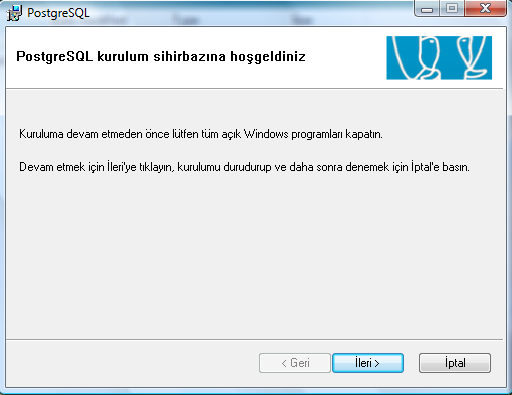 PostgreSQL
PostgreSQL kurulum sihirbazına hoşgeldiniz
Kuruluma devam etmeden önce lütfen tüm açık Windows programları kapatın.
Devam etmek için İleri'ye tıklayın, kurulumu durudurup ve daha sonra denemek için İptal'e basın.
< Geri
İleri >
İptal